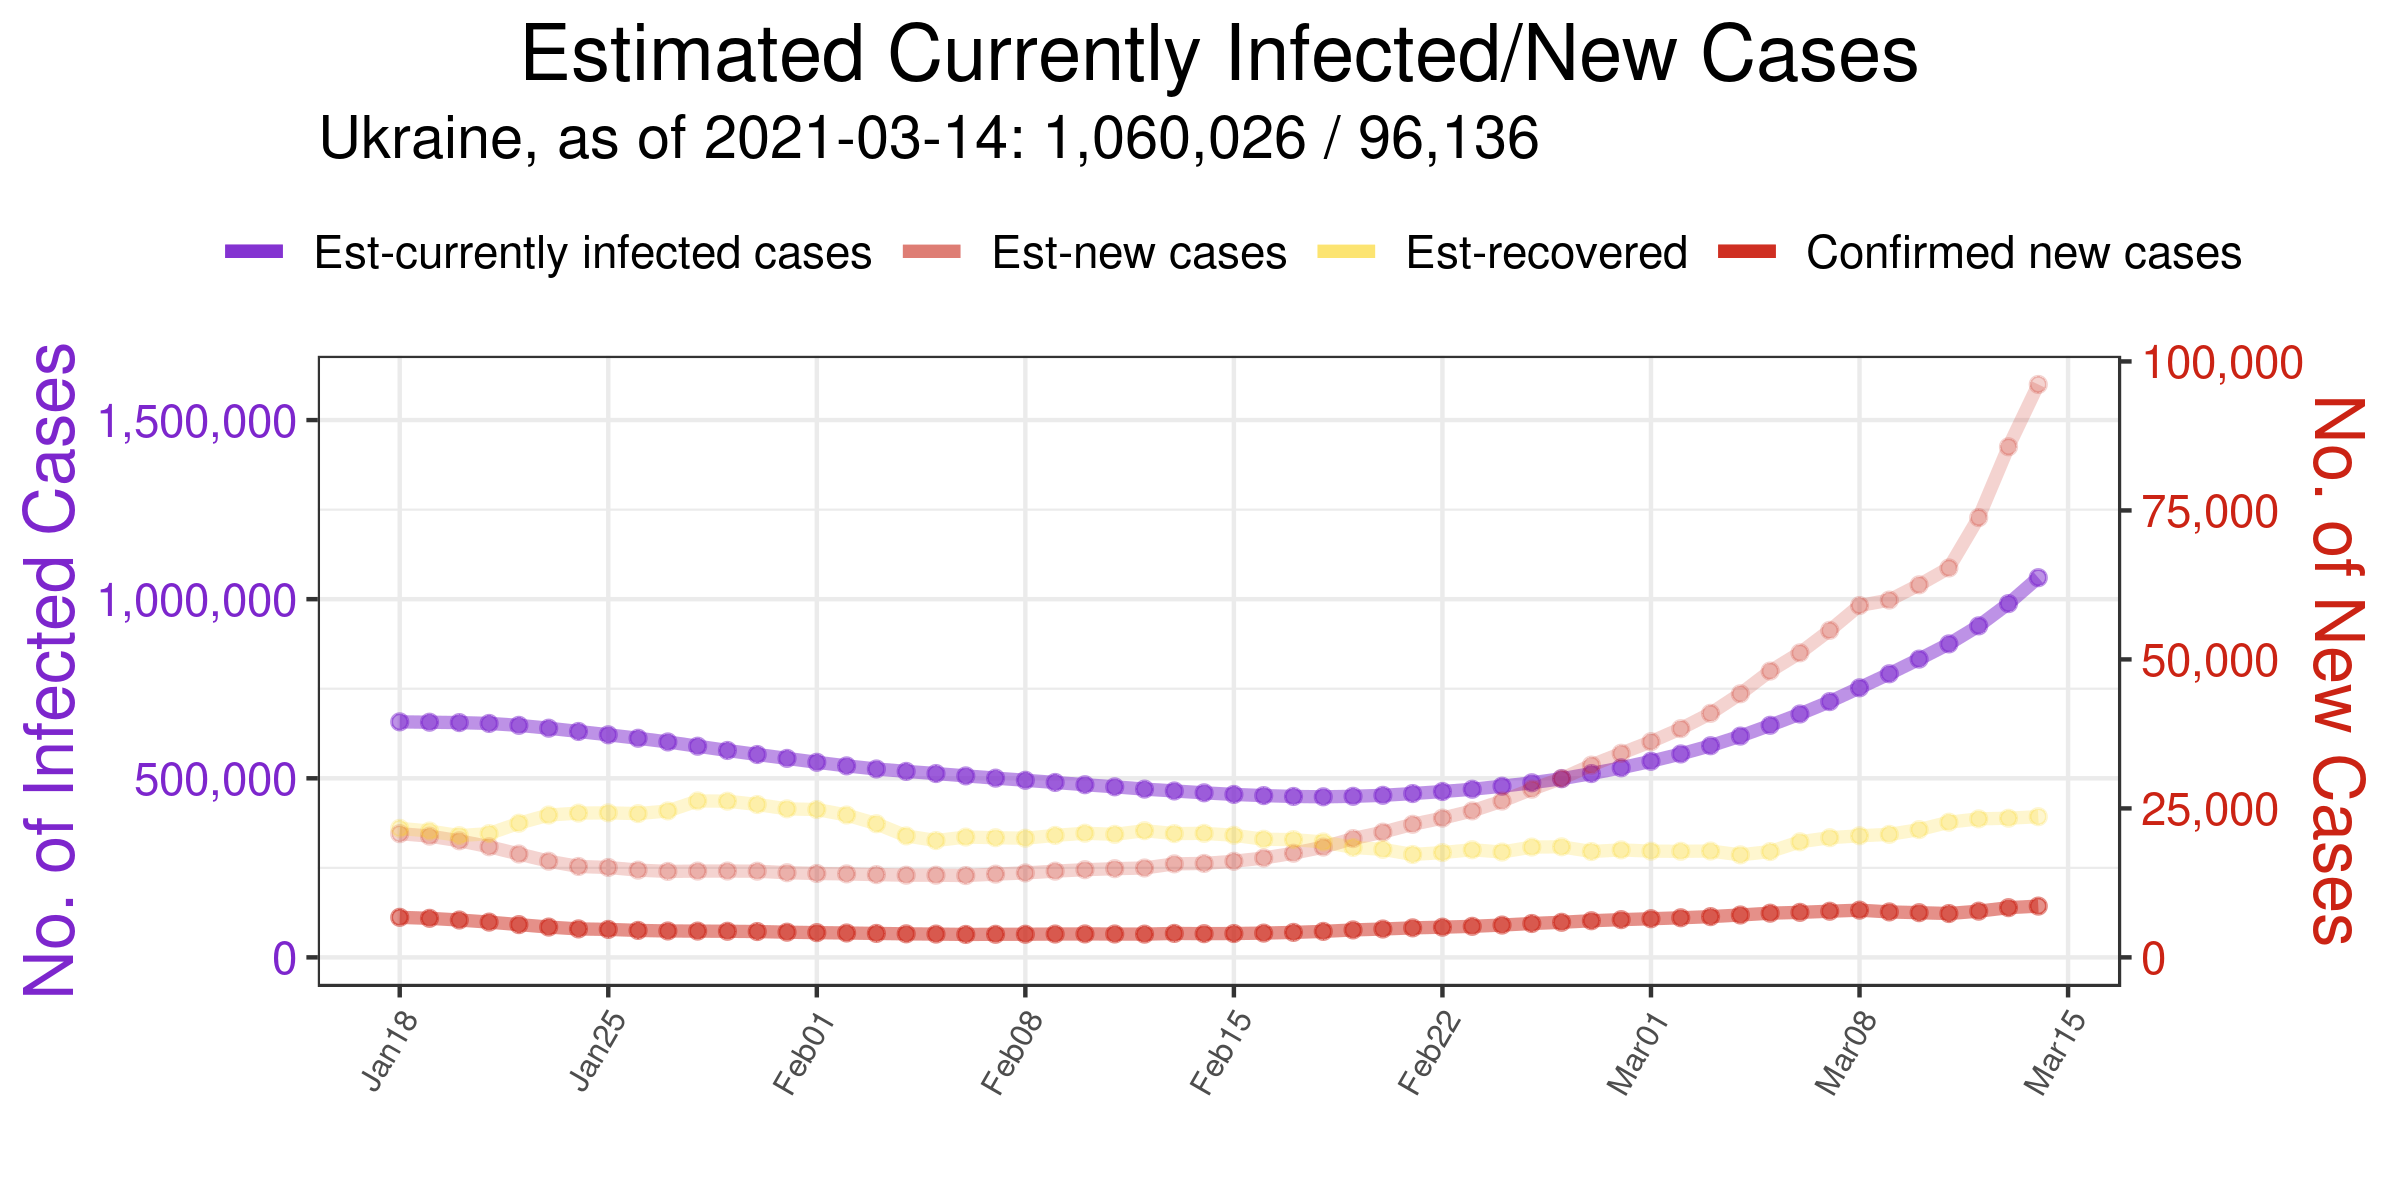 Estimated Currently Infected/New Cases
Ukraine, as of 2021-03-14: 1,060,026 / 96,136
Est-currently infected cases Est-new cases Est-recovered Confirmed new cases
No. of Infected Cases
1,500,000
1,000,000
500,000
0
100,000
75,000
50,000
25,000
0
No. of New Cases
Jan18 Jan25 Feb01 Feb08 Feb15 Feb22 Mar01 Mar08 Mar15